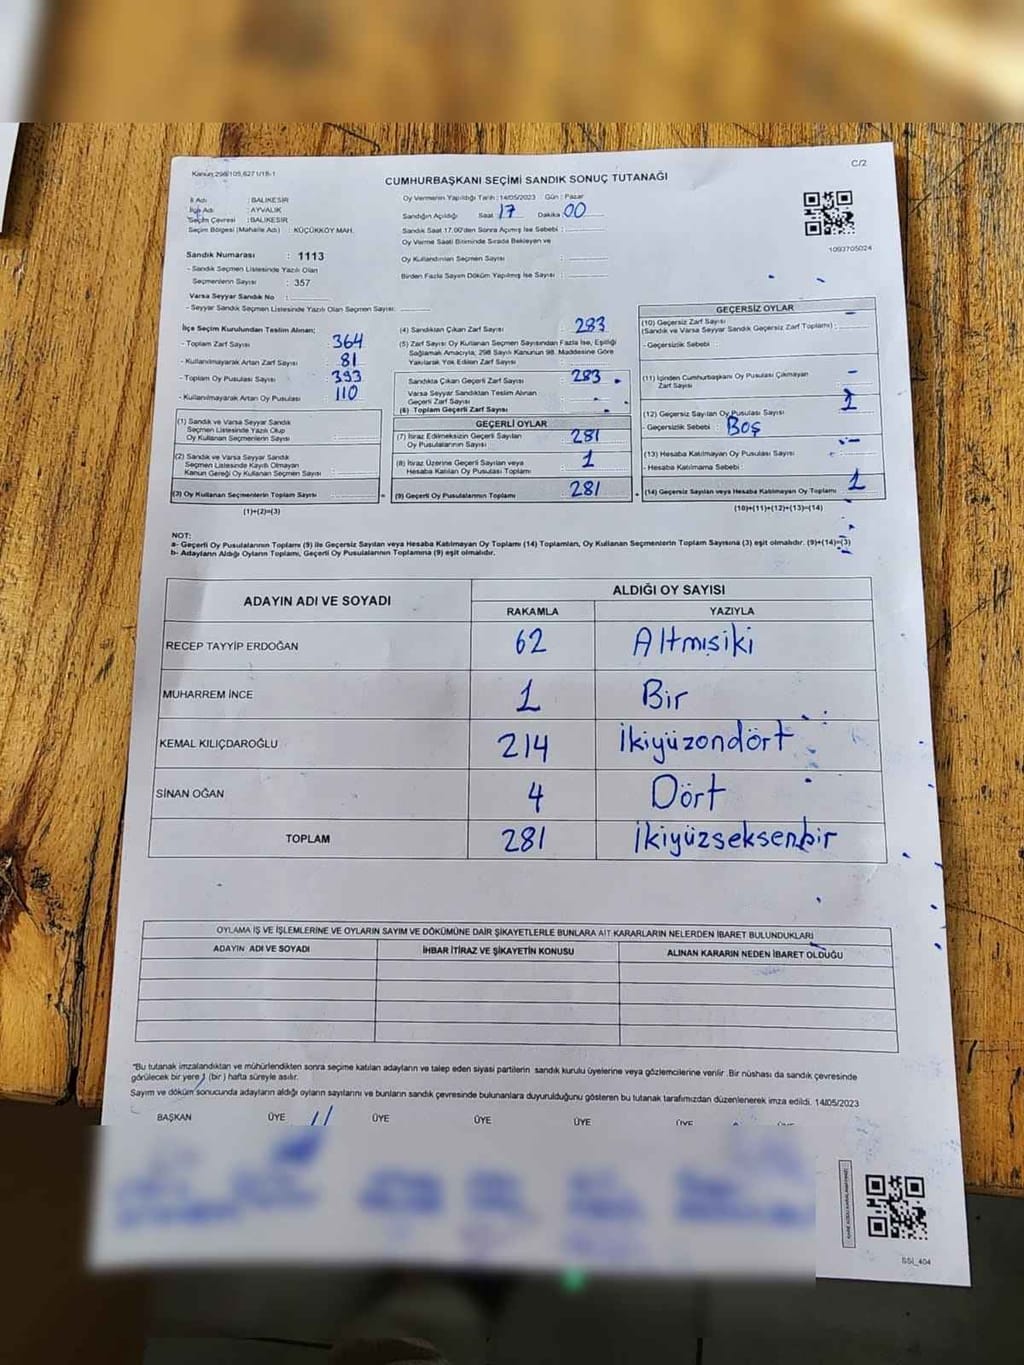 Kanun:298/105,6271/18-1
C/2
CUMHURBAŞKANI SEÇİMİ SANDIK SONUÇ TUTANAĞI
İl Adı : BALIKESİR
İlçe Adı : AYVALIK
Seçim Çevresi : BALIKESİR
Seçim Bölgesi (Mahalle Adı) : KÜÇÜKKÖY MAH.
Sandık Numarası : 1113
- Sandık Seçmen Listesinde Yazılı Olan
Seçmenlerin Sayısı : 357
Varsa Seyyar Sandık No :
- Seyyar Sandık Seçmen Listesinde Yazılı Olan Seçmen Sayısı:
Oy Vermenin Yapıldığı Tarih : 14/05/2023 Gün : Pazar
Sandığın Açıldığı Saat 17 Dakika 00
Sandık Saat 17.00'den Sonra Açılmış İse Sebebi :
Oy Verme Saati Bitiminde Sırada Bekleyen ve
Oy Kullandırılan Seçmen Sayısı :
Birden Fazla Sayım Döküm Yapılmış İse Sayısı :
1093705024
İlçe Seçim Kurulundan Teslim Alınan;
- Toplam Zarf Sayısı 364
- Kullanılmayarak Artan Zarf Sayısı 81
- Toplam Oy Pusulası Sayısı 393
- Kullanılmayarak Artan Oy Pusulası 110
(1) Sandık ve Varsa Seyyar Sandık
Seçmen Listesinde Yazılı Olup
Oy Kullanan Seçmenlerin Sayısı
(2) Sandık ve Varsa Seyyar Sandık
Seçmen Listesinde Kayıtlı Olmayan
Kanun Gereği Oy Kullanan Seçmen Sayısı
(3) Oy Kullanan Seçmenlerin Toplam Sayısı
(1)+(2)=(3)
(4) Sandıktan Çıkan Zarf Sayısı 283
(5) Zarf Sayısı Oy Kullanan Seçmen Sayısından Fazla İse, Eşitliği
Sağlamak Amacıyla; 298 Sayılı Kanunun 98. Maddesine Göre
Yakılarak Yok Edilen Zarf Sayısı :
Sandıkta Çıkan Geçerli Zarf Sayısı : 283
Varsa Seyyar Sandıktan Teslim Alınan
Geçerli Zarf Sayısı
(6) Toplam Geçerli Zarf Sayısı
GEÇERLİ OYLAR
(7) İtiraz Edilmeksizin Geçerli Sayılan
Oy Pusulalarının Sayısı 281
(8) İtiraz Üzerine Geçerli Sayılan veya
Hesaba Katılan Oy Pusulası Toplamı 1
(9) Geçerli Oy Pusulalarının Toplamı 281
GEÇERSİZ OYLAR
(10) Geçersiz Zarf Sayısı
(Sandık ve Varsa Seyyar Sandık Geçersiz Zarf Toplamı) : –
- Geçersizlik Sebebi :
(11) İçinden Cumhurbaşkanı Oy Pusulası Çıkmayan
Zarf Sayısı –
(12) Geçersiz Sayılan Oy Pusulası Sayısı 1
- Geçersizlik Sebebi : Boş
(13) Hesaba Katılmayan Oy Pusulası Sayısı : –
- Hesaba Katılmama Sebebi :
(14) Geçersiz Sayılan veya Hesaba Katılmayan Oy Toplamı 1
(10)+(11)+(12)+(13)=(14)
NOT:
a- Geçerli Oy Pusulalarının Toplamı (9) ile Geçersiz Sayılan veya Hesaba Katılmayan Oy Toplamı (14) Toplamları, Oy Kullanan Seçmenlerin Toplam Sayısına (3) eşit olmalıdır. (9)+(14)=(3)
b- Adayların Aldığı Oyların Toplamı, Geçerli Oy Pusulalarının Toplamına (9) eşit olmalıdır.
ADAYIN ADI VE SOYADI ALDIĞI OY SAYISI
RAKAMLA YAZIYLA
RECEP TAYYİP ERDOĞAN 62 Altmışiki
MUHARREM İNCE 1 Bir
KEMAL KILIÇDAROĞLU 214 İkiyüzondört
SİNAN OĞAN 4 Dört
TOPLAM 281 İkiyüzseksenbir
OYLAMA İŞ VE İŞLEMLERİNE VE OYLARIN SAYIM VE DÖKÜMÜNE DAİR ŞİKAYETLERLE BUNLARA AİT KARARLARIN NELERDEN İBARET BULUNDUKLARI
ADAYIN ADI VE SOYADI İHBAR İTİRAZ VE ŞİKAYETİN KONUSU ALINAN KARARIN NEDEN İBARET OLDUĞU
"Bu tutanak imzalandıktan ve mühürlendikten sonra seçime katılan adayların ve talep eden siyasi partilerin sandık kurulu üyelerine veya gözlemcilerine verilir .Bir nüshası da sandık çevresinde
görülecek bir yere 1 (bir ) hafta süreyle asılır.
Sayım ve döküm sonucunda adayların aldığı oyların sayılarını ve bunların sandık çevresinde bulunanlara duyurulduğunu gösteren bu tutanak tarafımızdan düzenlenerek imza edildi. 14/05/2023
BAŞKAN ÜYE ÜYE ÜYE ÜYE ÜYE ÜYE
SSİ_404